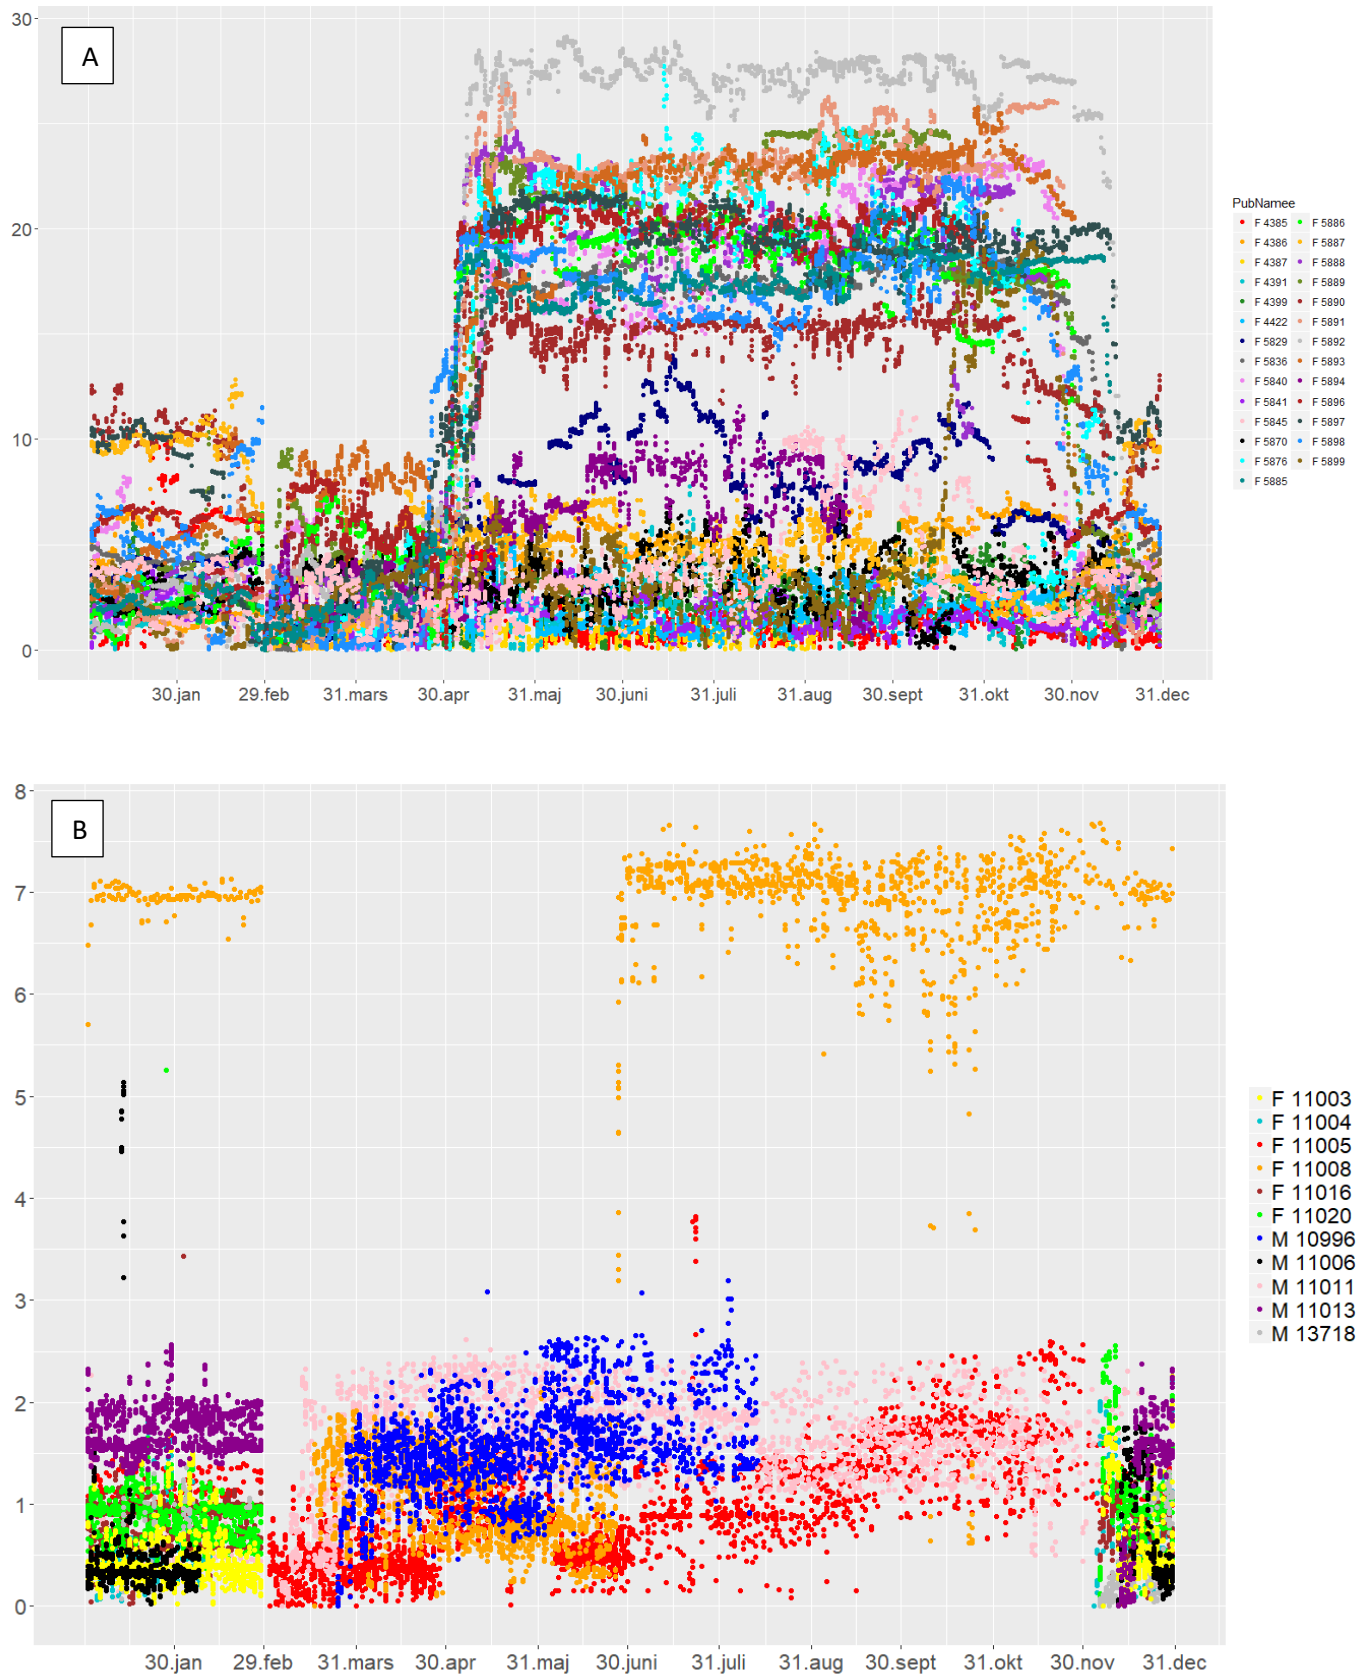 A
30
20
10
0
30.jan 29.feb 31.mars 30.apr 31.maj 30.juni 31.juli 31.aug 30.sept 31.okt 30.nov 31.dec
PubNamee
F 4385 F 5886
F 4386 F 5887
F 4387 F 5888
F 4391 F 5889
F 4399 F 5890
F 4422 F 5891
F 5829 F 5892
F 5836 F 5893
F 5840 F 5894
F 5841 F 5896
F 5845 F 5897
F 5870 F 5898
F 5876 F 5899
F 5885
B
8
7
6
5
4
3
2
1
0
30.jan 29.feb 31.mars 30.apr 31.maj 30.juni 31.juli 31.aug 30.sept 31.okt 30.nov 31.dec
F 11003
F 11004
F 11005
F 11008
F 11016
F 11020
M 10996
M 11006
M 11011
M 11013
M 13718